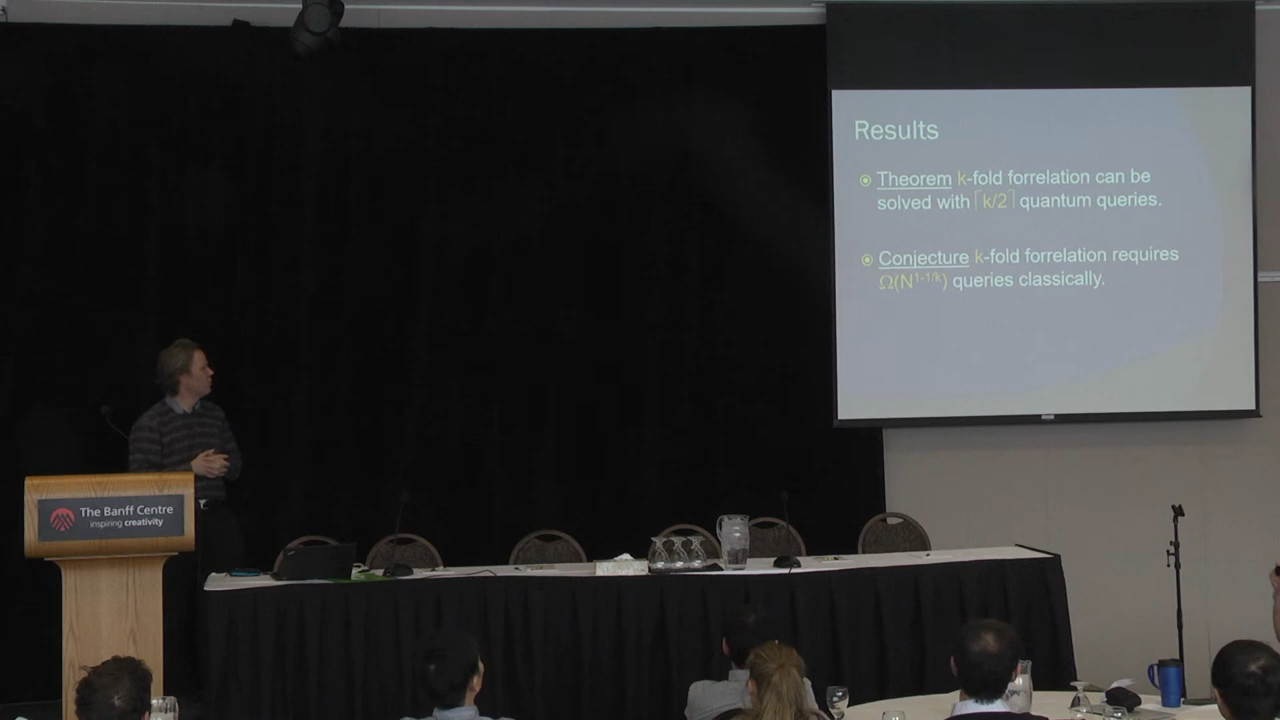 Results
Theorem k-fold forrelation can be
solved with ⌈k/2⌉ quantum queries.
Conjecture k-fold forrelation requires
Ω(N^{1-1/k}) queries classically.
The Banff Centre
inspiring creativity